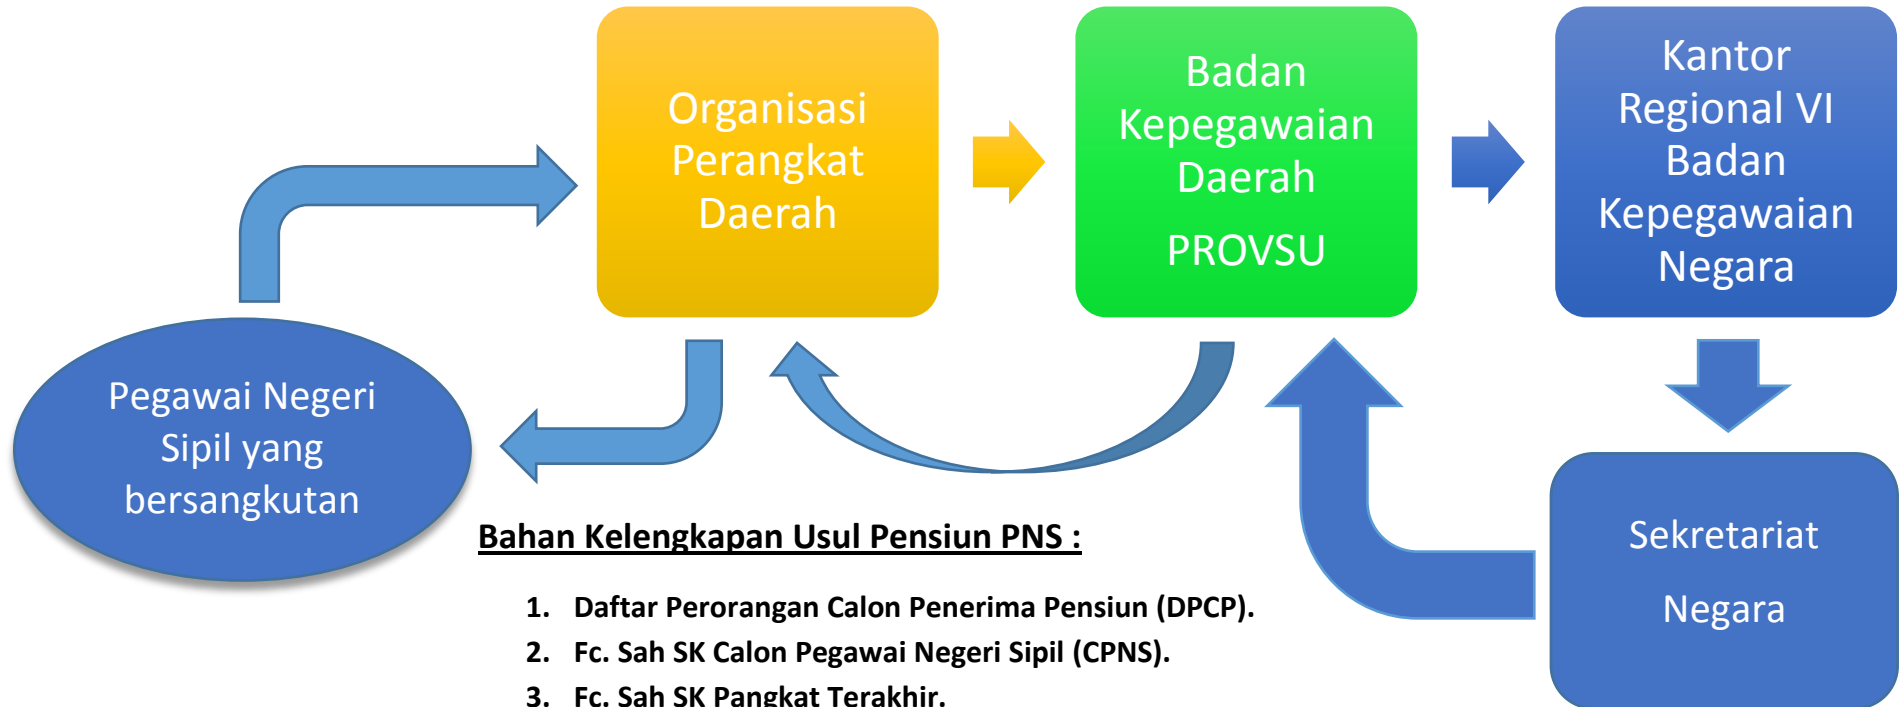 Organisasi
Perangkat
Daerah
Badan
Kepegawaian
Daerah
PROVSU
Kantor
Regional VI
Badan
Kepegawaian
Negara
Pegawai Negeri
Sipil yang
bersangkutan
Sekretariat
Negara
Bahan Kelengkapan Usul Pensiun PNS :
1. Daftar Perorangan Calon Penerima Pensiun (DPCP).
2. Fc. Sah SK Calon Pegawai Negeri Sipil (CPNS).
3. Fc. Sah SK Pangkat Terakhir.